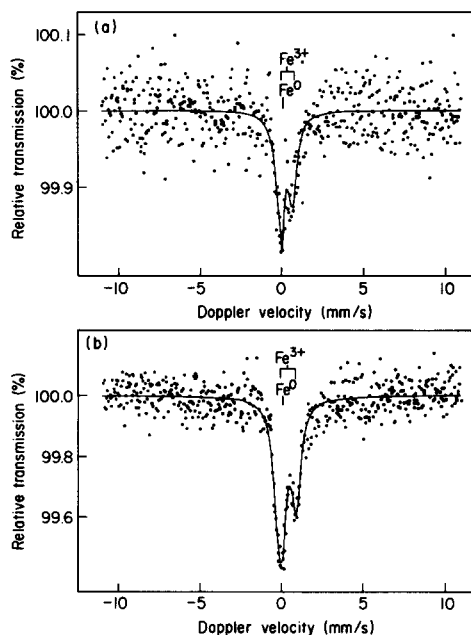 (a)
Fe3+
Fe0
100.1
100.0
99.9
Relative transmission (%)
-10 -5 0 5 10
Doppler velocity (mm/s)
(b)
Fe3+
Fe0
100.0
99.8
99.6
Relative transmission (%)
-10 -5 0 5 10
Doppler velocity (mm/s)